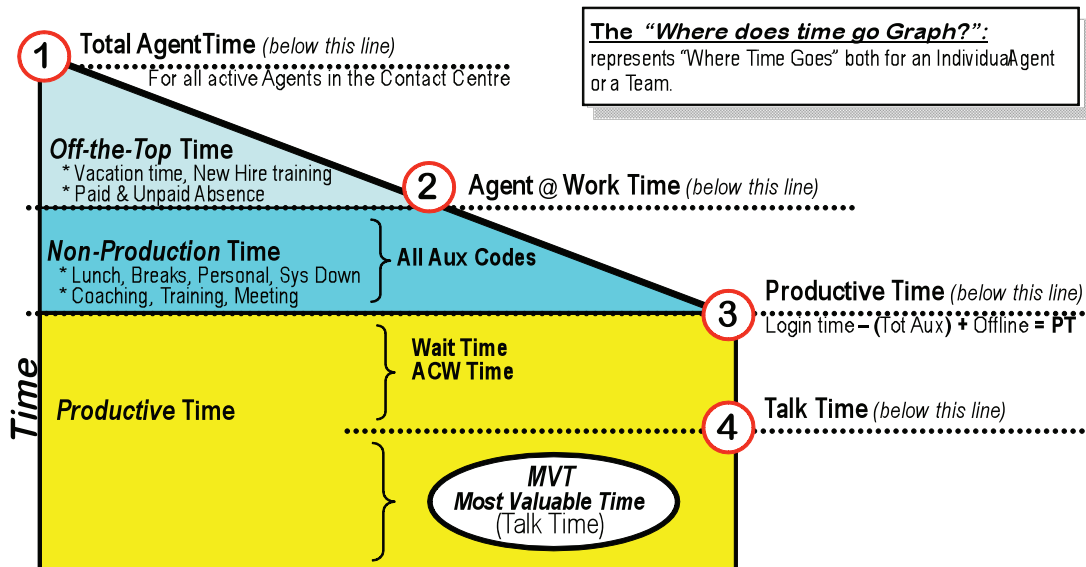 The "Where does time go Graph?":
represents "Where Time Goes" both for an IndividualAgent
or a Team.
1
Total AgentTime (below this line)
For all active Agents in the Contact Centre
Off-the-Top Time
* Vacation time, New Hire training
* Paid & Unpaid Absence
2
Agent @ Work Time (below this line)
Non-Production Time
* Lunch, Breaks, Personal, Sys Down
* Coaching, Training, Meeting
All Aux Codes
3
Productive Time (below this line)
Login time – (Tot Aux) + Offline = PT
Wait Time
ACW Time
Productive Time
Time
4
Talk Time (below this line)
MVT
Most Valuable Time
(Talk Time)